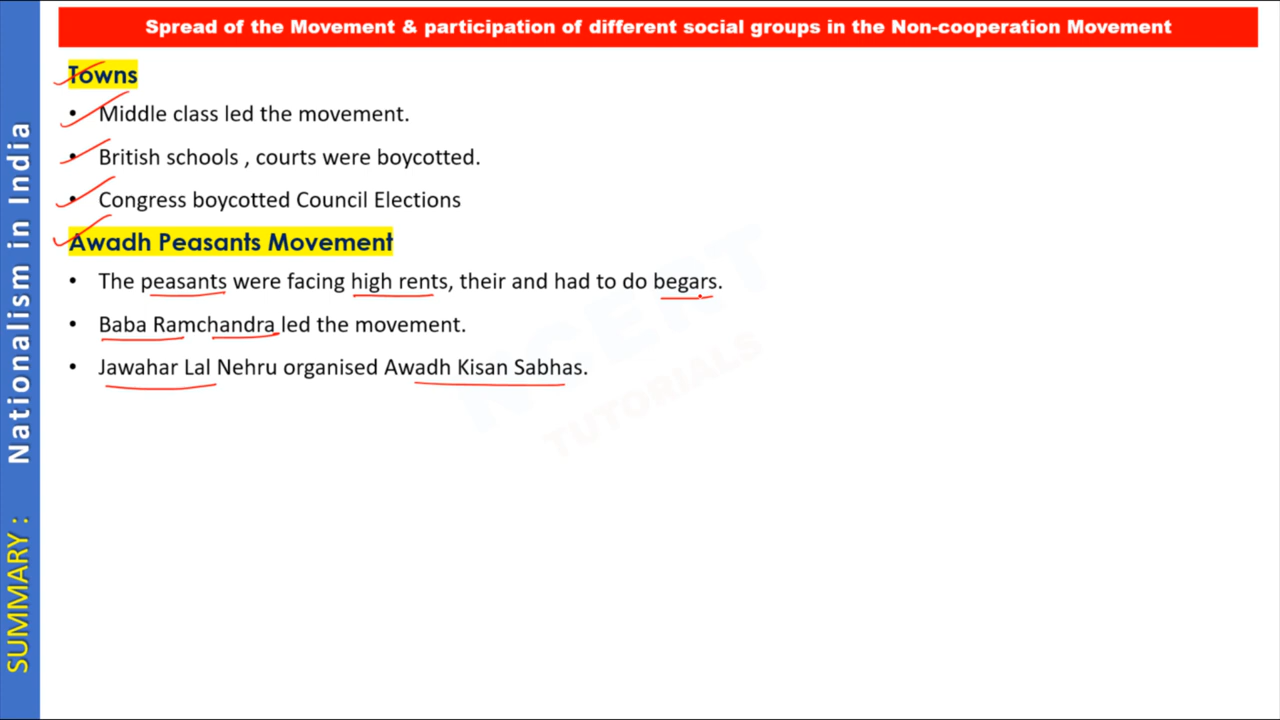 Spread of the Movement & participation of different social groups in the Non-cooperation Movement
Towns
• Middle class led the movement.
• British schools , courts were boycotted.
• Congress boycotted Council Elections
Awadh Peasants Movement
• The peasants were facing high rents, their and had to do begars.
• Baba Ramchandra led the movement.
• Jawahar Lal Nehru organised Awadh Kisan Sabhas.
SUMMARY : Nationalism in India
NCERT
TUTORIALS